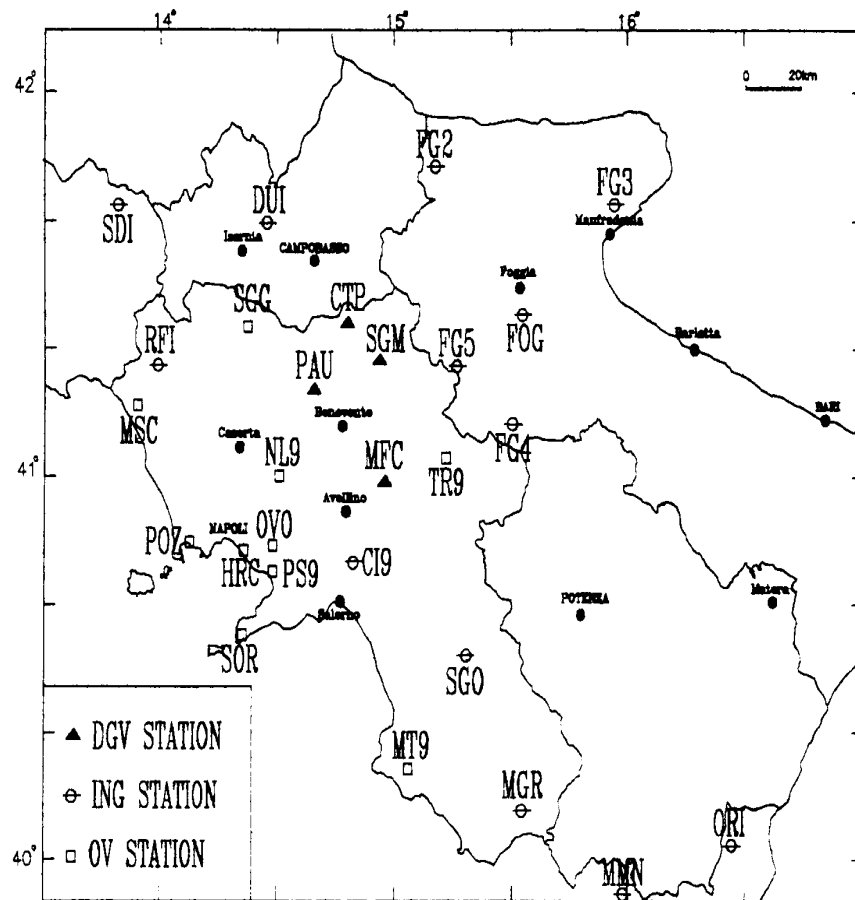 14°
15°
16°
42°
0 20km
FG2
FG3
SDI
DUI
Manfredonia
Isernia
CAMPOBASSO
Foggia
SGG
CTP
FOG
RFI
SGM
FG5
Barletta
PAU
MSC
Benevento
BARI
Caserta
FG4
NL9
MFC
TR9
41°
Avellino
POZ
NAPOLI
OVO
HRC
PS9
CI9
Matera
Salerno
POTENZA
SOR
SGO
DGV STATION
MT9
ING STATION
MGR
ORI
OV STATION
40°
MMN